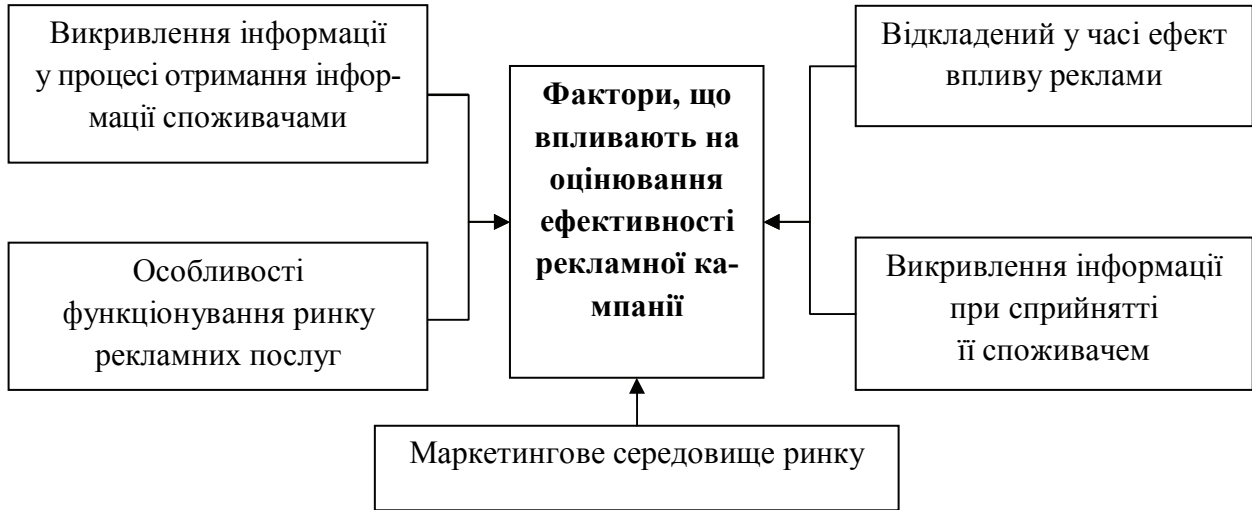 Викривлення інформації
у процесі отримання інфор-
мації споживачами
Особливості
функціонування ринку
рекламних послуг
Фактори, що
впливають на
оцінювання
ефективності
рекламної ка-
мпанії
Відкладений у часі ефект
впливу реклами
Викривлення інформації
при сприйнятті
її споживачем
Маркетингове середовище ринку